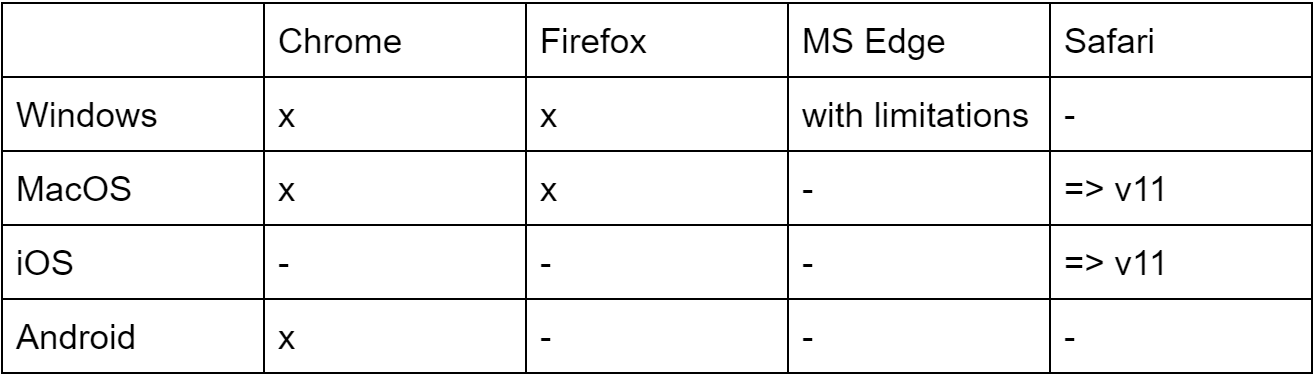 Chrome Firefox MS Edge Safari
Windows x x with limitations -
MacOS x x - => v11
iOS - - - => v11
Android x - - -